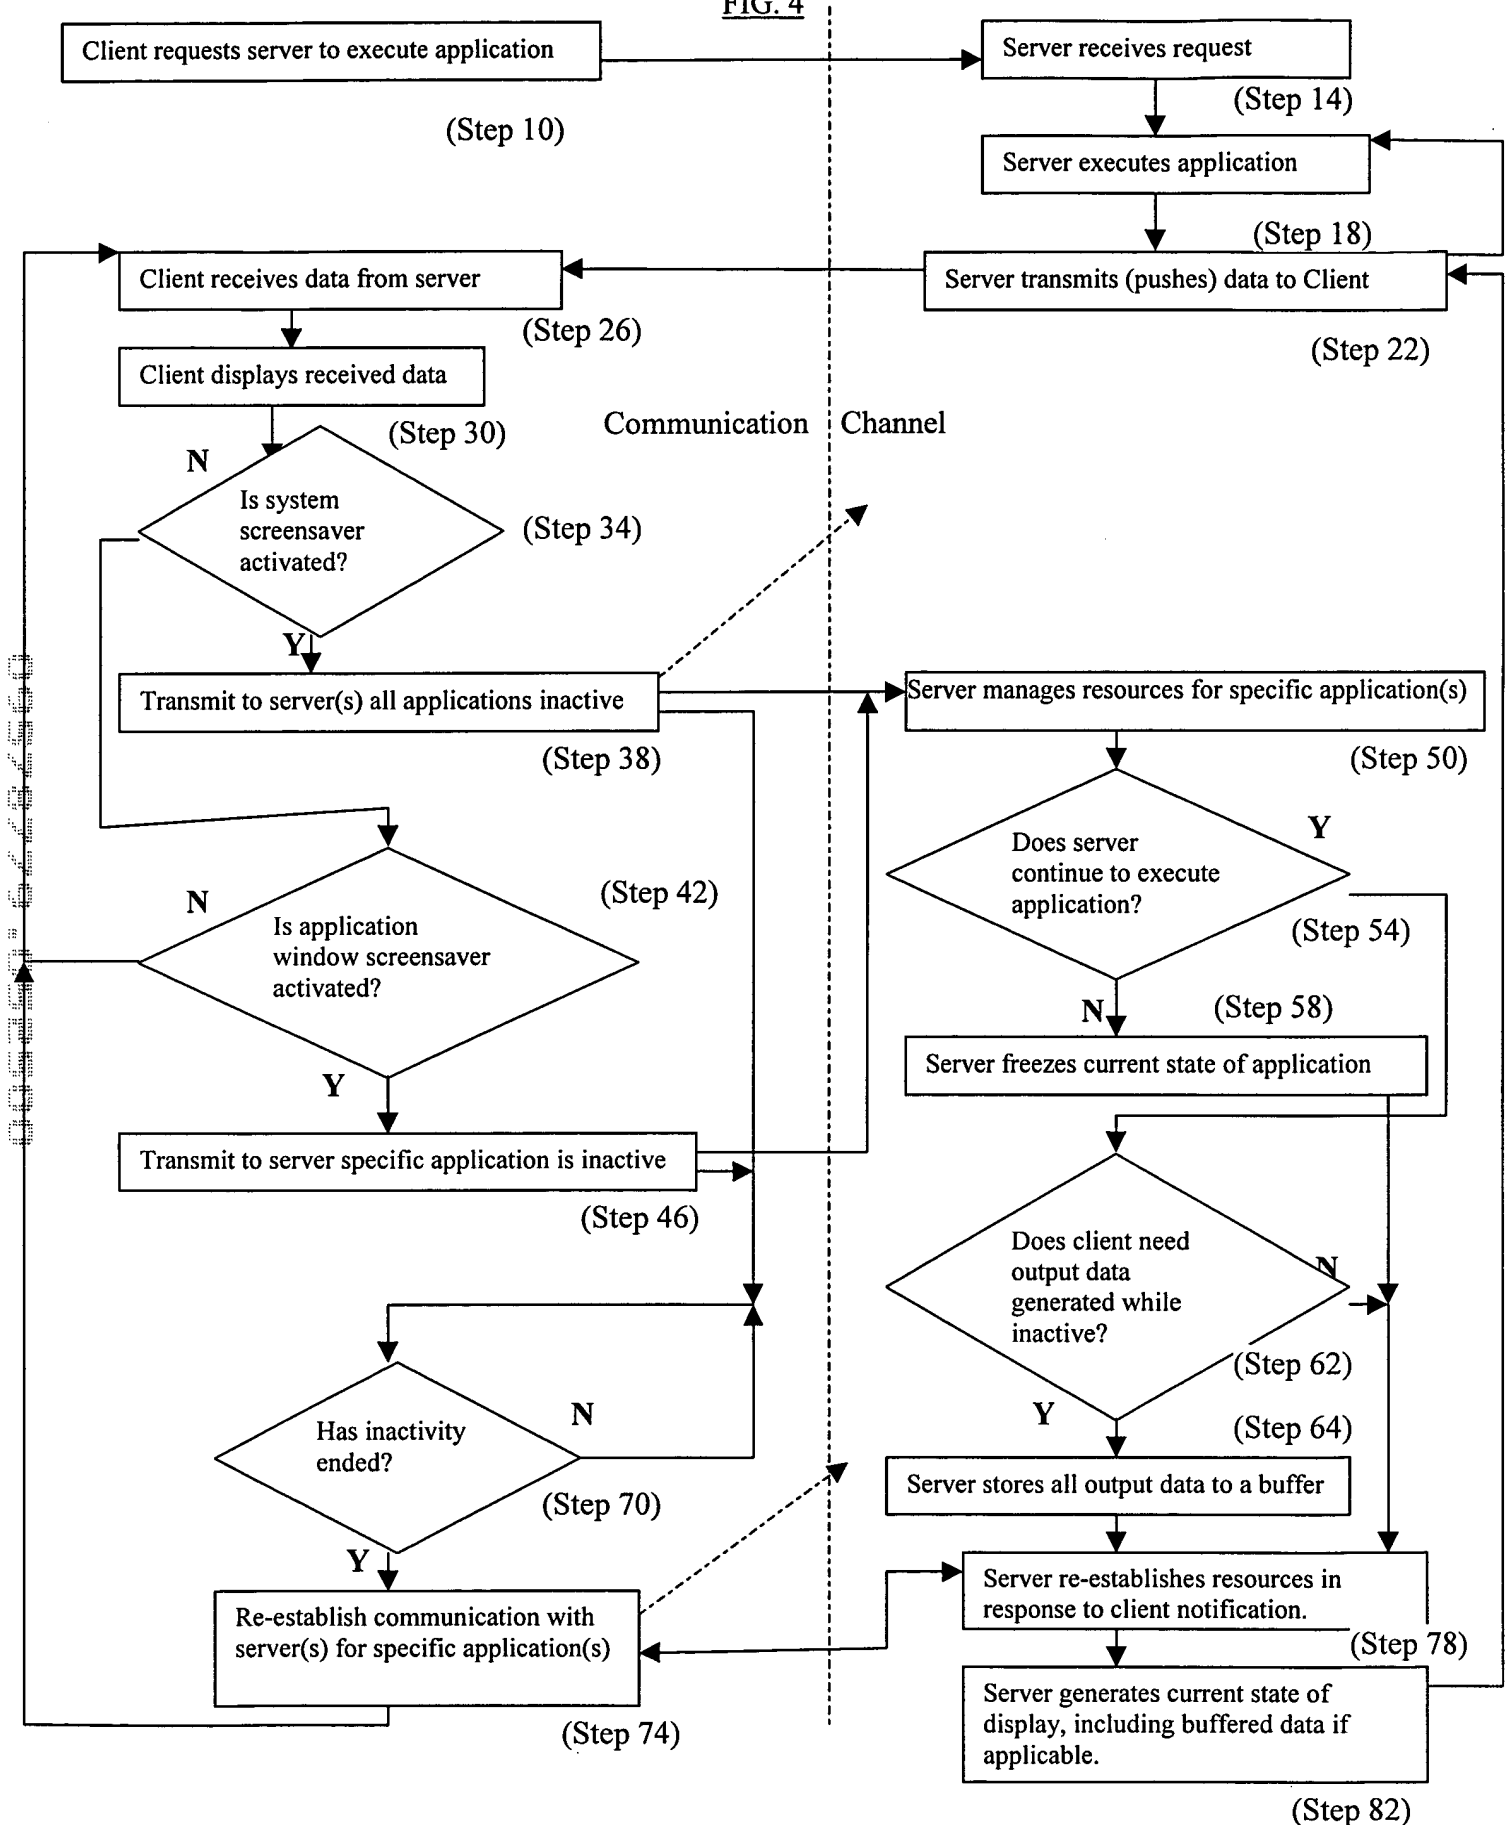 FIG. 4
Client requests server to execute application
(Step 10)
Server receives request
(Step 14)
Server executes application
(Step 18)
Server transmits (pushes) data to Client
(Step 22)
Client receives data from server
(Step 26)
Client displays received data
(Step 30)
Communication Channel
N
Is system
screensaver
activated?
(Step 34)
Y
Transmit to server(s) all applications inactive
(Step 38)
N
Is application
window screensaver
activated?
(Step 42)
Y
Transmit to server specific application is inactive
(Step 46)
Server manages resources for specific application(s)
(Step 50)
Does server
continue to execute
application?
Y
(Step 54)
N
(Step 58)
Server freezes current state of application
Does client need
output data
generated while
inactive?
N
(Step 62)
Y
(Step 64)
Server stores all output data to a buffer
Has inactivity
ended?
N
(Step 70)
Y
Re-establish communication with
server(s) for specific application(s)
(Step 74)
Server re-establishes resources in
response to client notification.
(Step 78)
Server generates current state of
display, including buffered data if
applicable.
(Step 82)